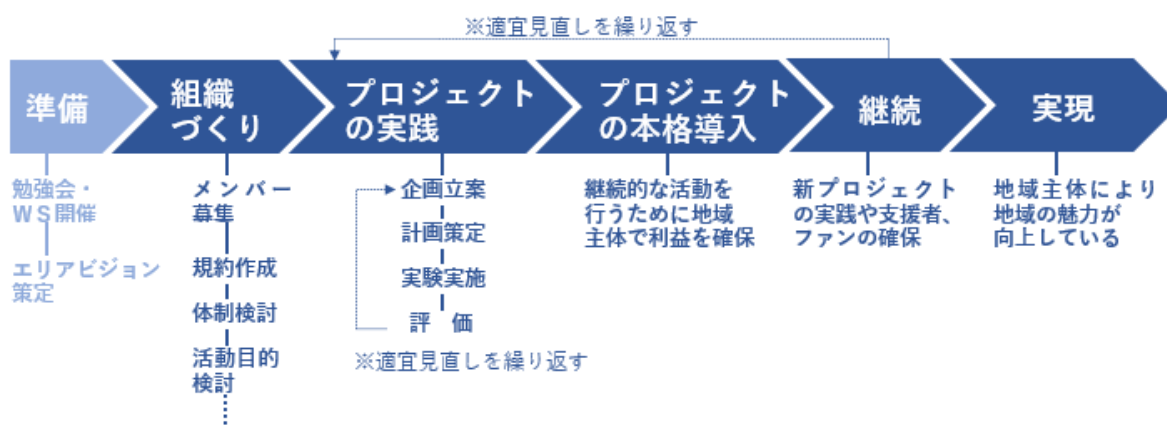 ※適宜見直しを繰り返す
準備
組織
づくり
プロジェクト
の実践
プロジェクト
の本格導入
継続
実現
勉強会・
WS開催
エリアビジョン
策定
メンバー
募集
規約作成
体制検討
活動目的
検討
企画立案
計画策定
実験実施
評 価
※適宜見直しを繰り返す
継続的な活動を
行うために地域
主体で利益を確保
新プロジェクト
の実践や支援者、
ファンの確保
地域主体により
地域の魅力が
向上している